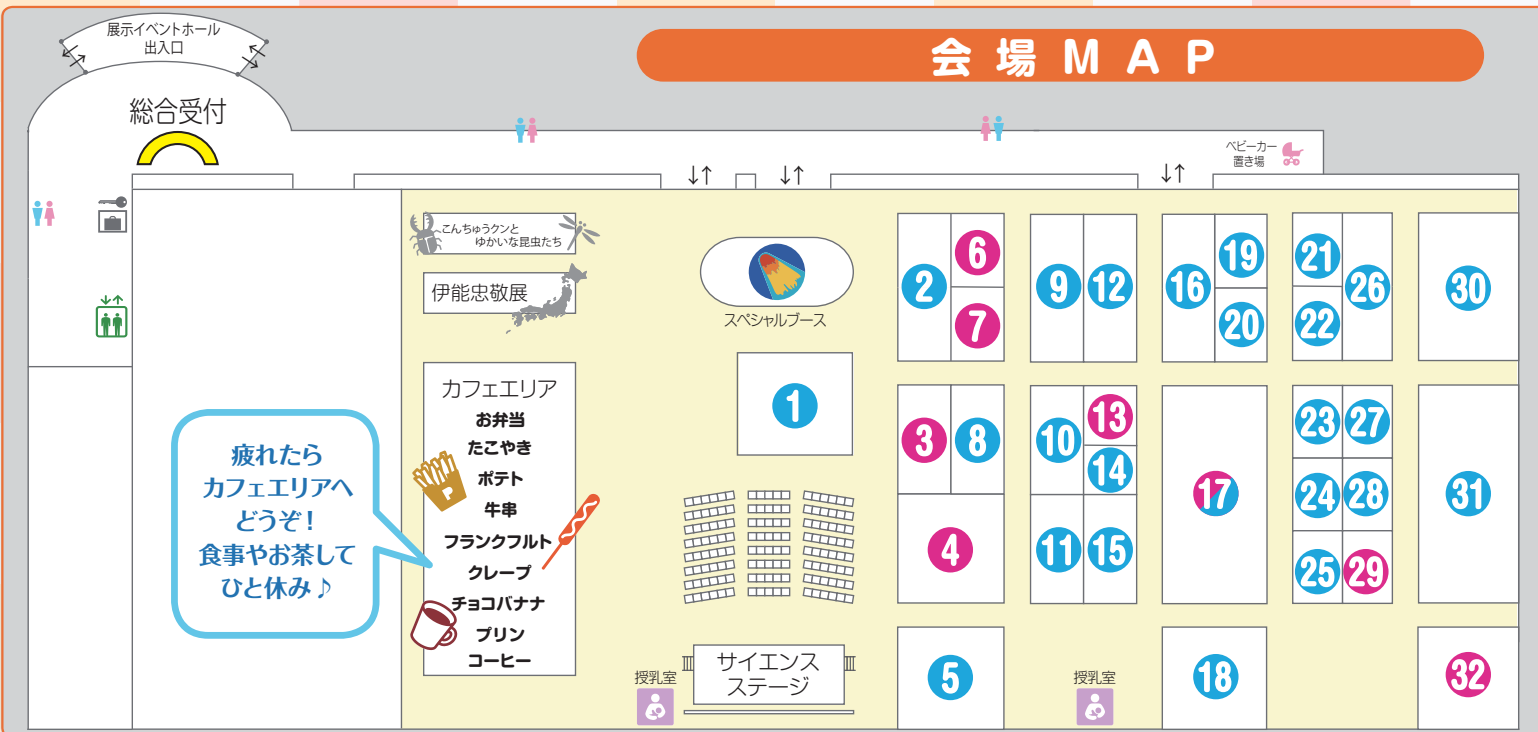 展示イベントホール
出入口
会場MAP
総合受付
ベビーカー
置き場
↓↑
↓↑
↓↑
↓↑
こんちゅうクンと
ゆかいな昆虫たち
伊能忠敬展
スペシャルブース
カフェエリア
お弁当
たこやき
ポテト
牛串
フランクフルト
クレープ
チョコバナナ
プリン
コーヒー
P
疲れたら
カフェエリアへ
どうぞ!
食事やお茶して
ひと休み♪
サイエンス
ステージ
授乳室
授乳室
1
2
6
7
3
8
4
5
9
12
10
13
14
11
15
16
19
20
17
18
21
22
26
23
27
24
28
25
29
30
31
32